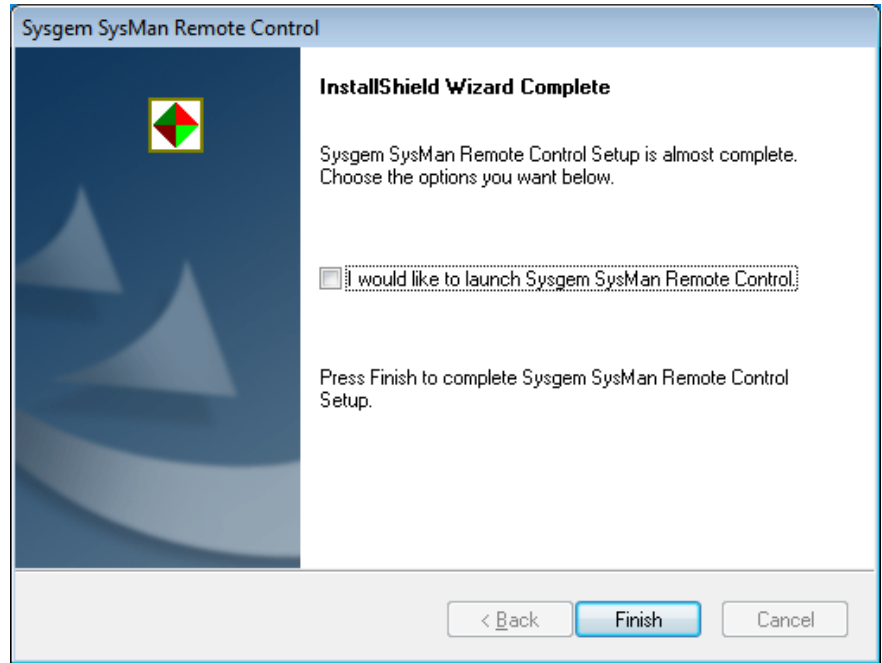 Sysgem SysMan Remote Control
InstallShield Wizard Complete
Sysgem SysMan Remote Control Setup is almost complete.
Choose the options you want below.
I would like to launch Sysgem SysMan Remote Control.
Press Finish to complete Sysgem SysMan Remote Control
Setup.
< Back Finish Cancel